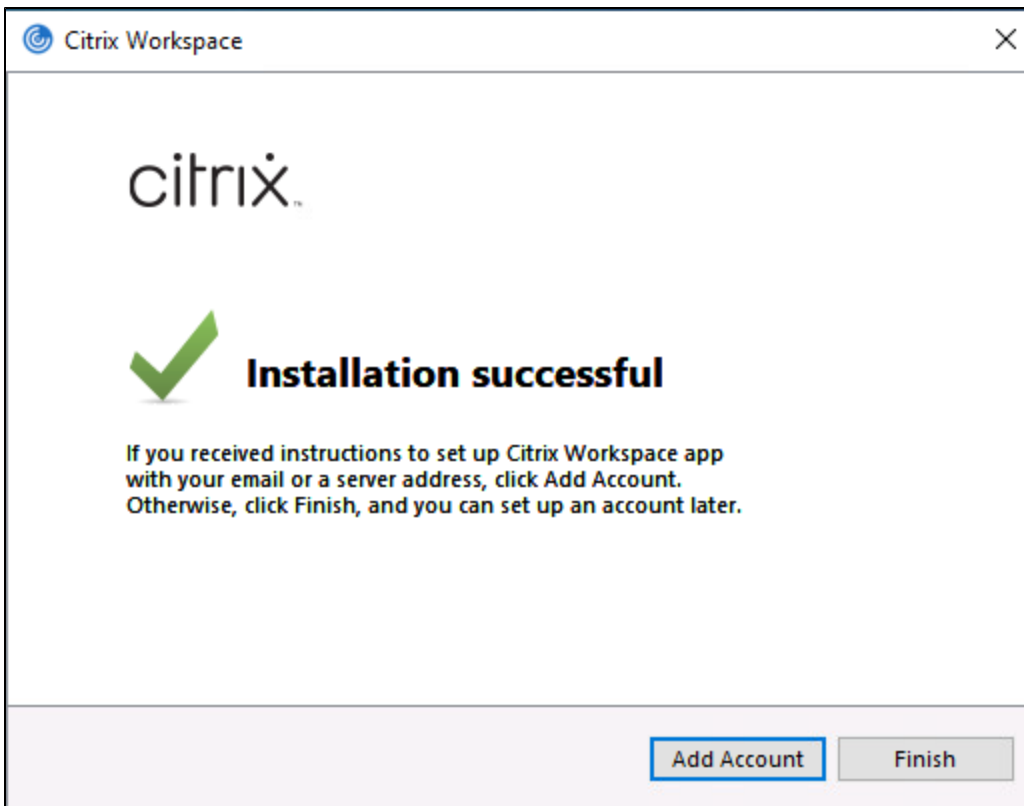 Citrix Workspace
citrix™
Installation successful
If you received instructions to set up Citrix Workspace app
with your email or a server address, click Add Account.
Otherwise, click Finish, and you can set up an account later.
Add Account Finish